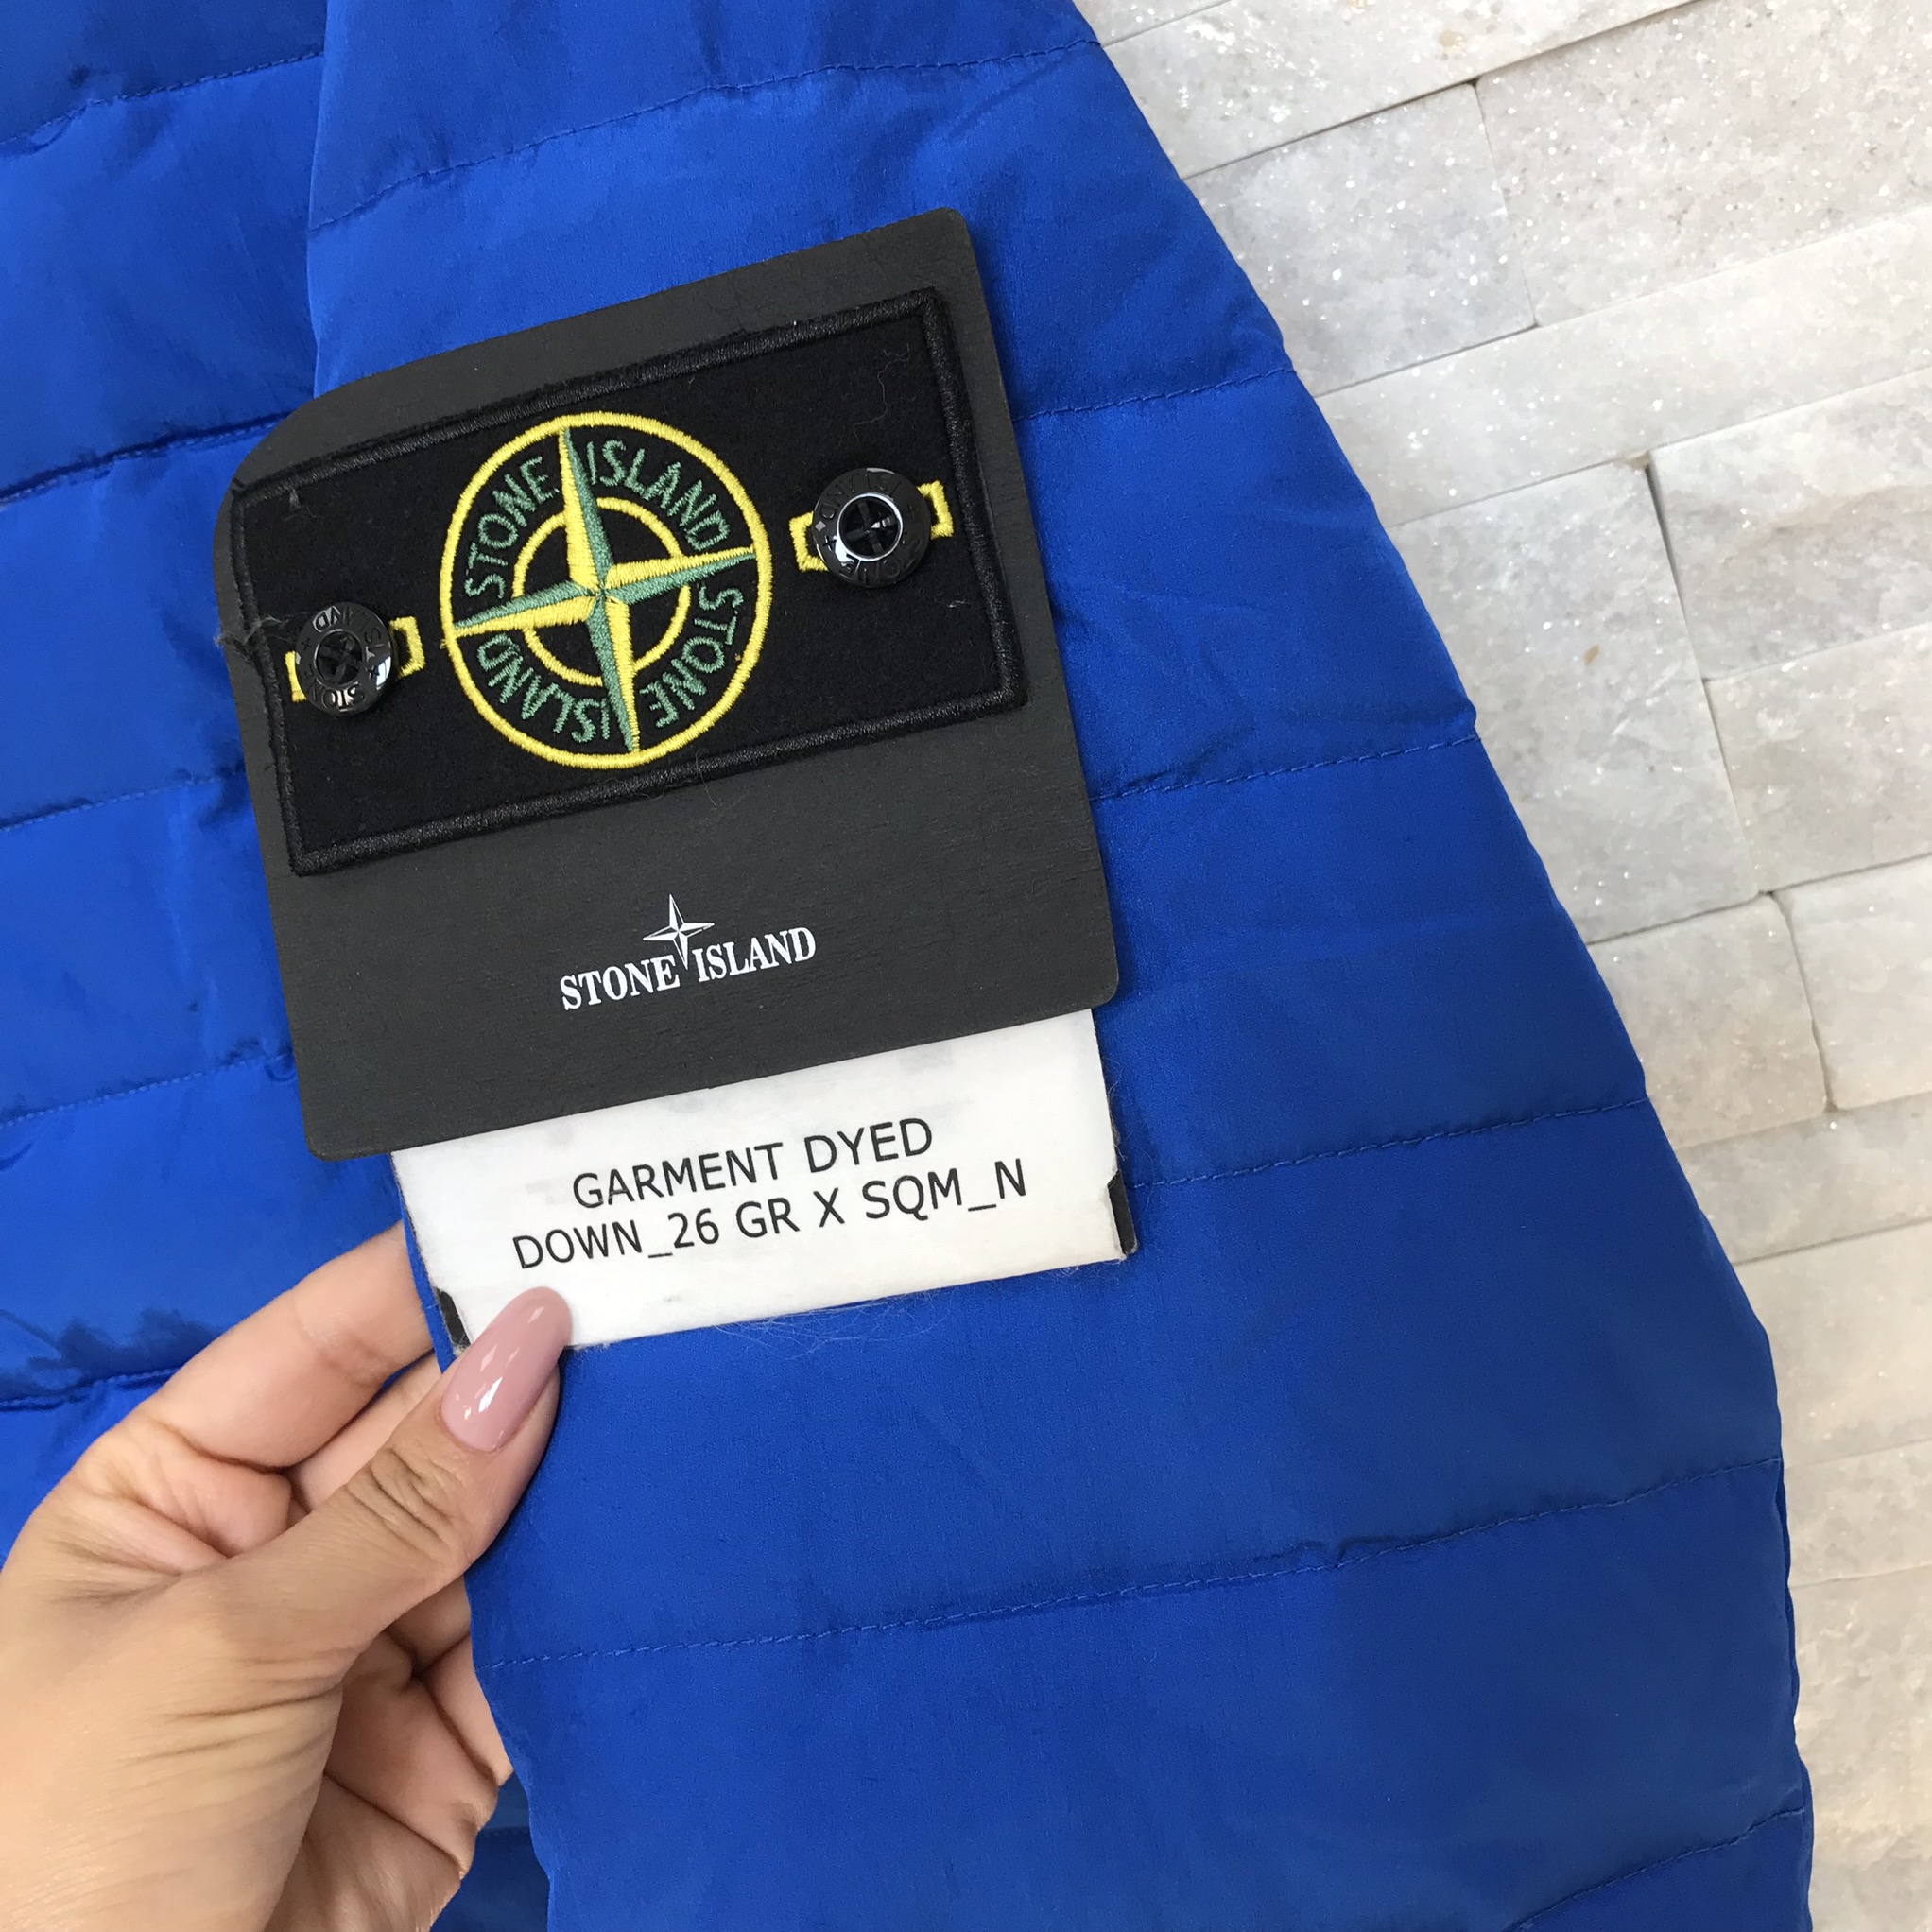 STONE ISLAND
STONE ISLAND
STONE ISLAND
GARMENT DYED
DOWN_26 GR X SQM_N